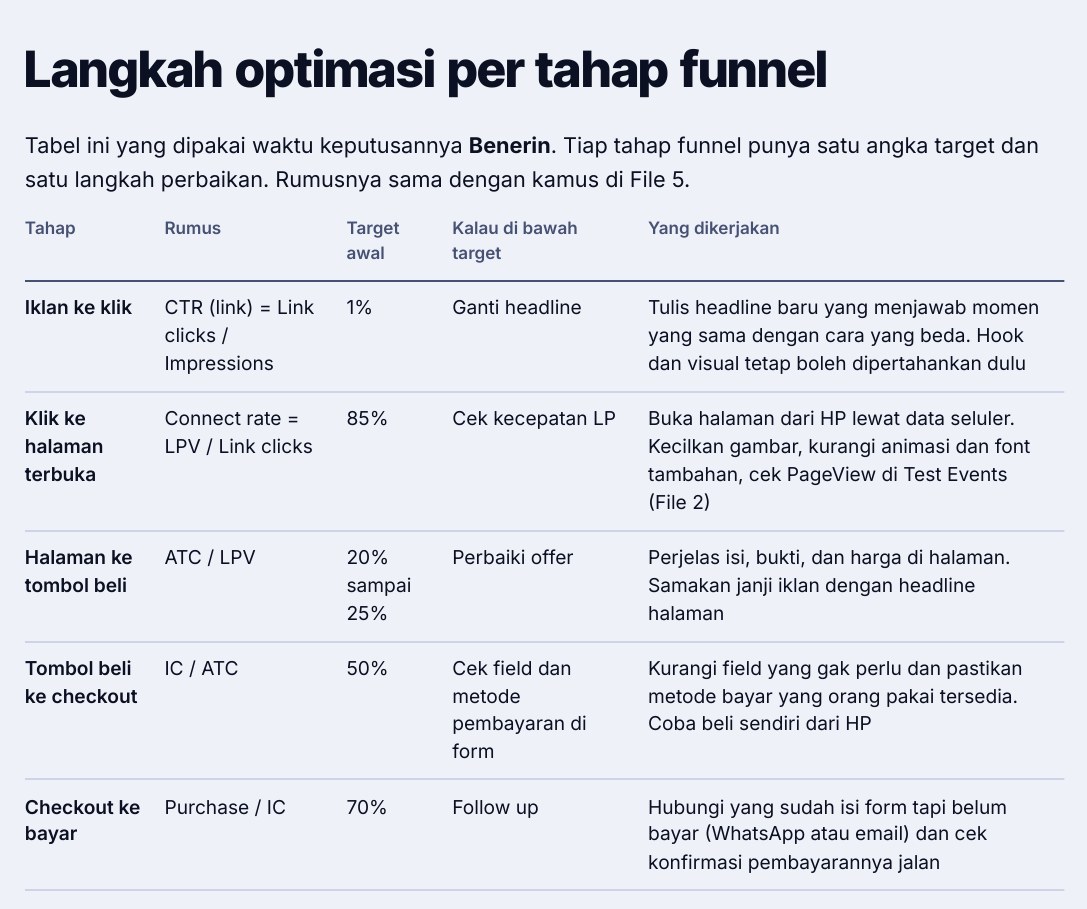 Langkah optimasi per tahap funnel
Tabel ini yang dipakai waktu keputusannya Benerin. Tiap tahap funnel punya satu angka target dan
satu langkah perbaikan. Rumusnya sama dengan kamus di File 5.
Tahap
Rumus
Target
awal
Kalau di bawah
target
Yang dikerjakan
Iklan ke klik
CTR (link) = Link
clicks /
Impressions
1%
Ganti headline
Tulis headline baru yang menjawab momen
yang sama dengan cara yang beda. Hook
dan visual tetap boleh dipertahankan dulu
Klik ke
halaman
terbuka
Connect rate =
LPV / Link clicks
85%
Cek kecepatan LP
Buka halaman dari HP lewat data seluler.
Kecilkan gambar, kurangi animasi dan font
tambahan, cek PageView di Test Events
(File 2)
Halaman ke
tombol beli
ATC / LPV
20%
sampai
25%
Perbaiki offer
Perjelas isi, bukti, dan harga di halaman.
Samakan janji iklan dengan headline
halaman
Tombol beli
ke checkout
IC / ATC
50%
Cek field dan
metode
pembayaran di
form
Kurangi field yang gak perlu dan pastikan
metode bayar yang orang pakai tersedia.
Coba beli sendiri dari HP
Checkout ke
bayar
Purchase / IC
70%
Follow up
Hubungi yang sudah isi form tapi belum
bayar (WhatsApp atau email) dan cek
konfirmasi pembayarannya jalan